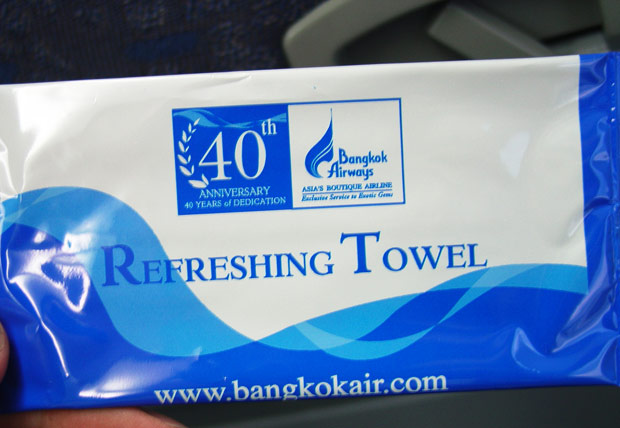 40th
ANNIVERSARY
40 YEARS of DEDICATION
Bangkok
Airways
ASIA'S BOUTIQUE AIRLINE
Exclusive Service to Exotic Gems
REFRESHING TOWEL
www.bangkokair.com